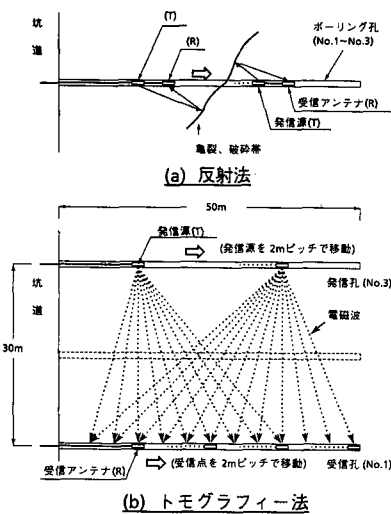 坑道
(T)
(R)
ボーリング孔
(No.1~No.3)
受信アンテナ(R)
発信源(T)
亀裂、破砕帯
(a) 反射法
50m
発信源(T)
(発信源を2mピッチで移動)
坑道
発信孔(No.3)
電磁波
30m
受信アンテナ(R)
(受信点を2mピッチで移動)
受信孔(No.1)
(b) トモグラフィー法